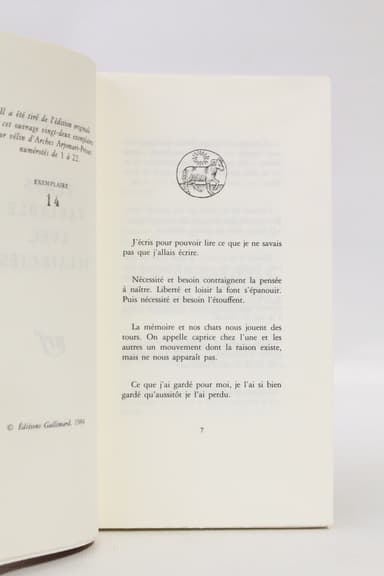 Il a été tiré de l'édition originale
cet ouvrage vingt-deux exemplaires
sur vélin d'Arches Arjomari-Prioux
numérotés de 1 à 22.
EXEMPLAIRE
14
© Éditions Gallimard, 1984
J'écris pour pouvoir lire ce que je ne savais
pas que j'allais écrire.
Nécessité et besoin contraignent la pensée
à naître. Liberté et loisir la font s'épanouir.
Puis nécessité et besoin l'étouffent.
La mémoire et nos chats nous jouent des
tours. On appelle caprice chez l'une et les
autres un mouvement dont la raison existe,
mais ne nous apparaît pas.
Ce que j'ai gardé pour moi, je l'ai si bien
gardé qu'aussitôt je l'ai perdu.
7